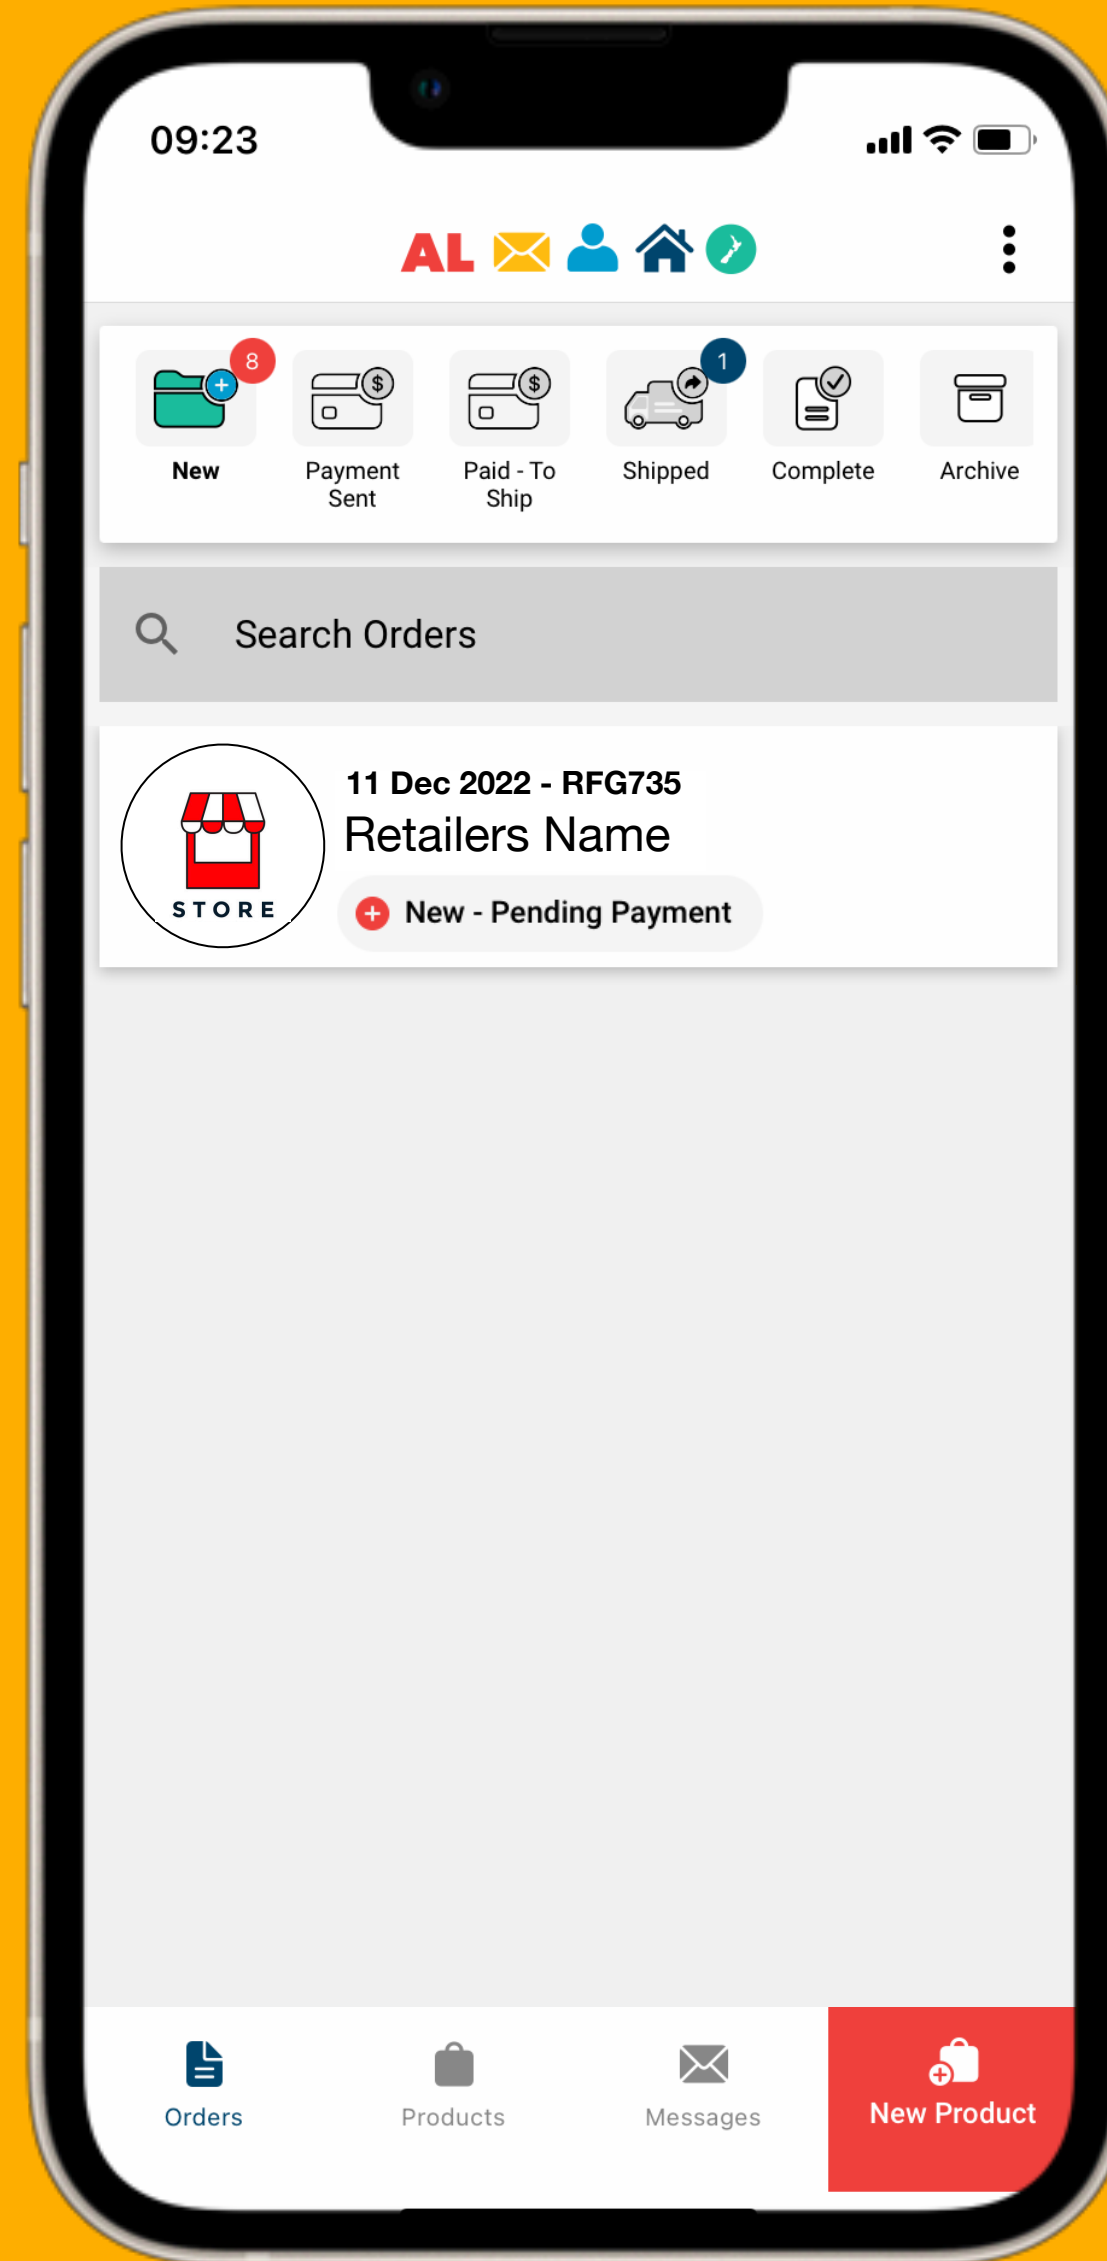 09:23
AL
8
1
New
Payment
Sent
Paid - To
Ship
Shipped
Complete
Archive
Search Orders
11 Dec 2022 - RFG735
Retailers Name
STORE
New - Pending Payment
Orders
Products
Messages
New Product